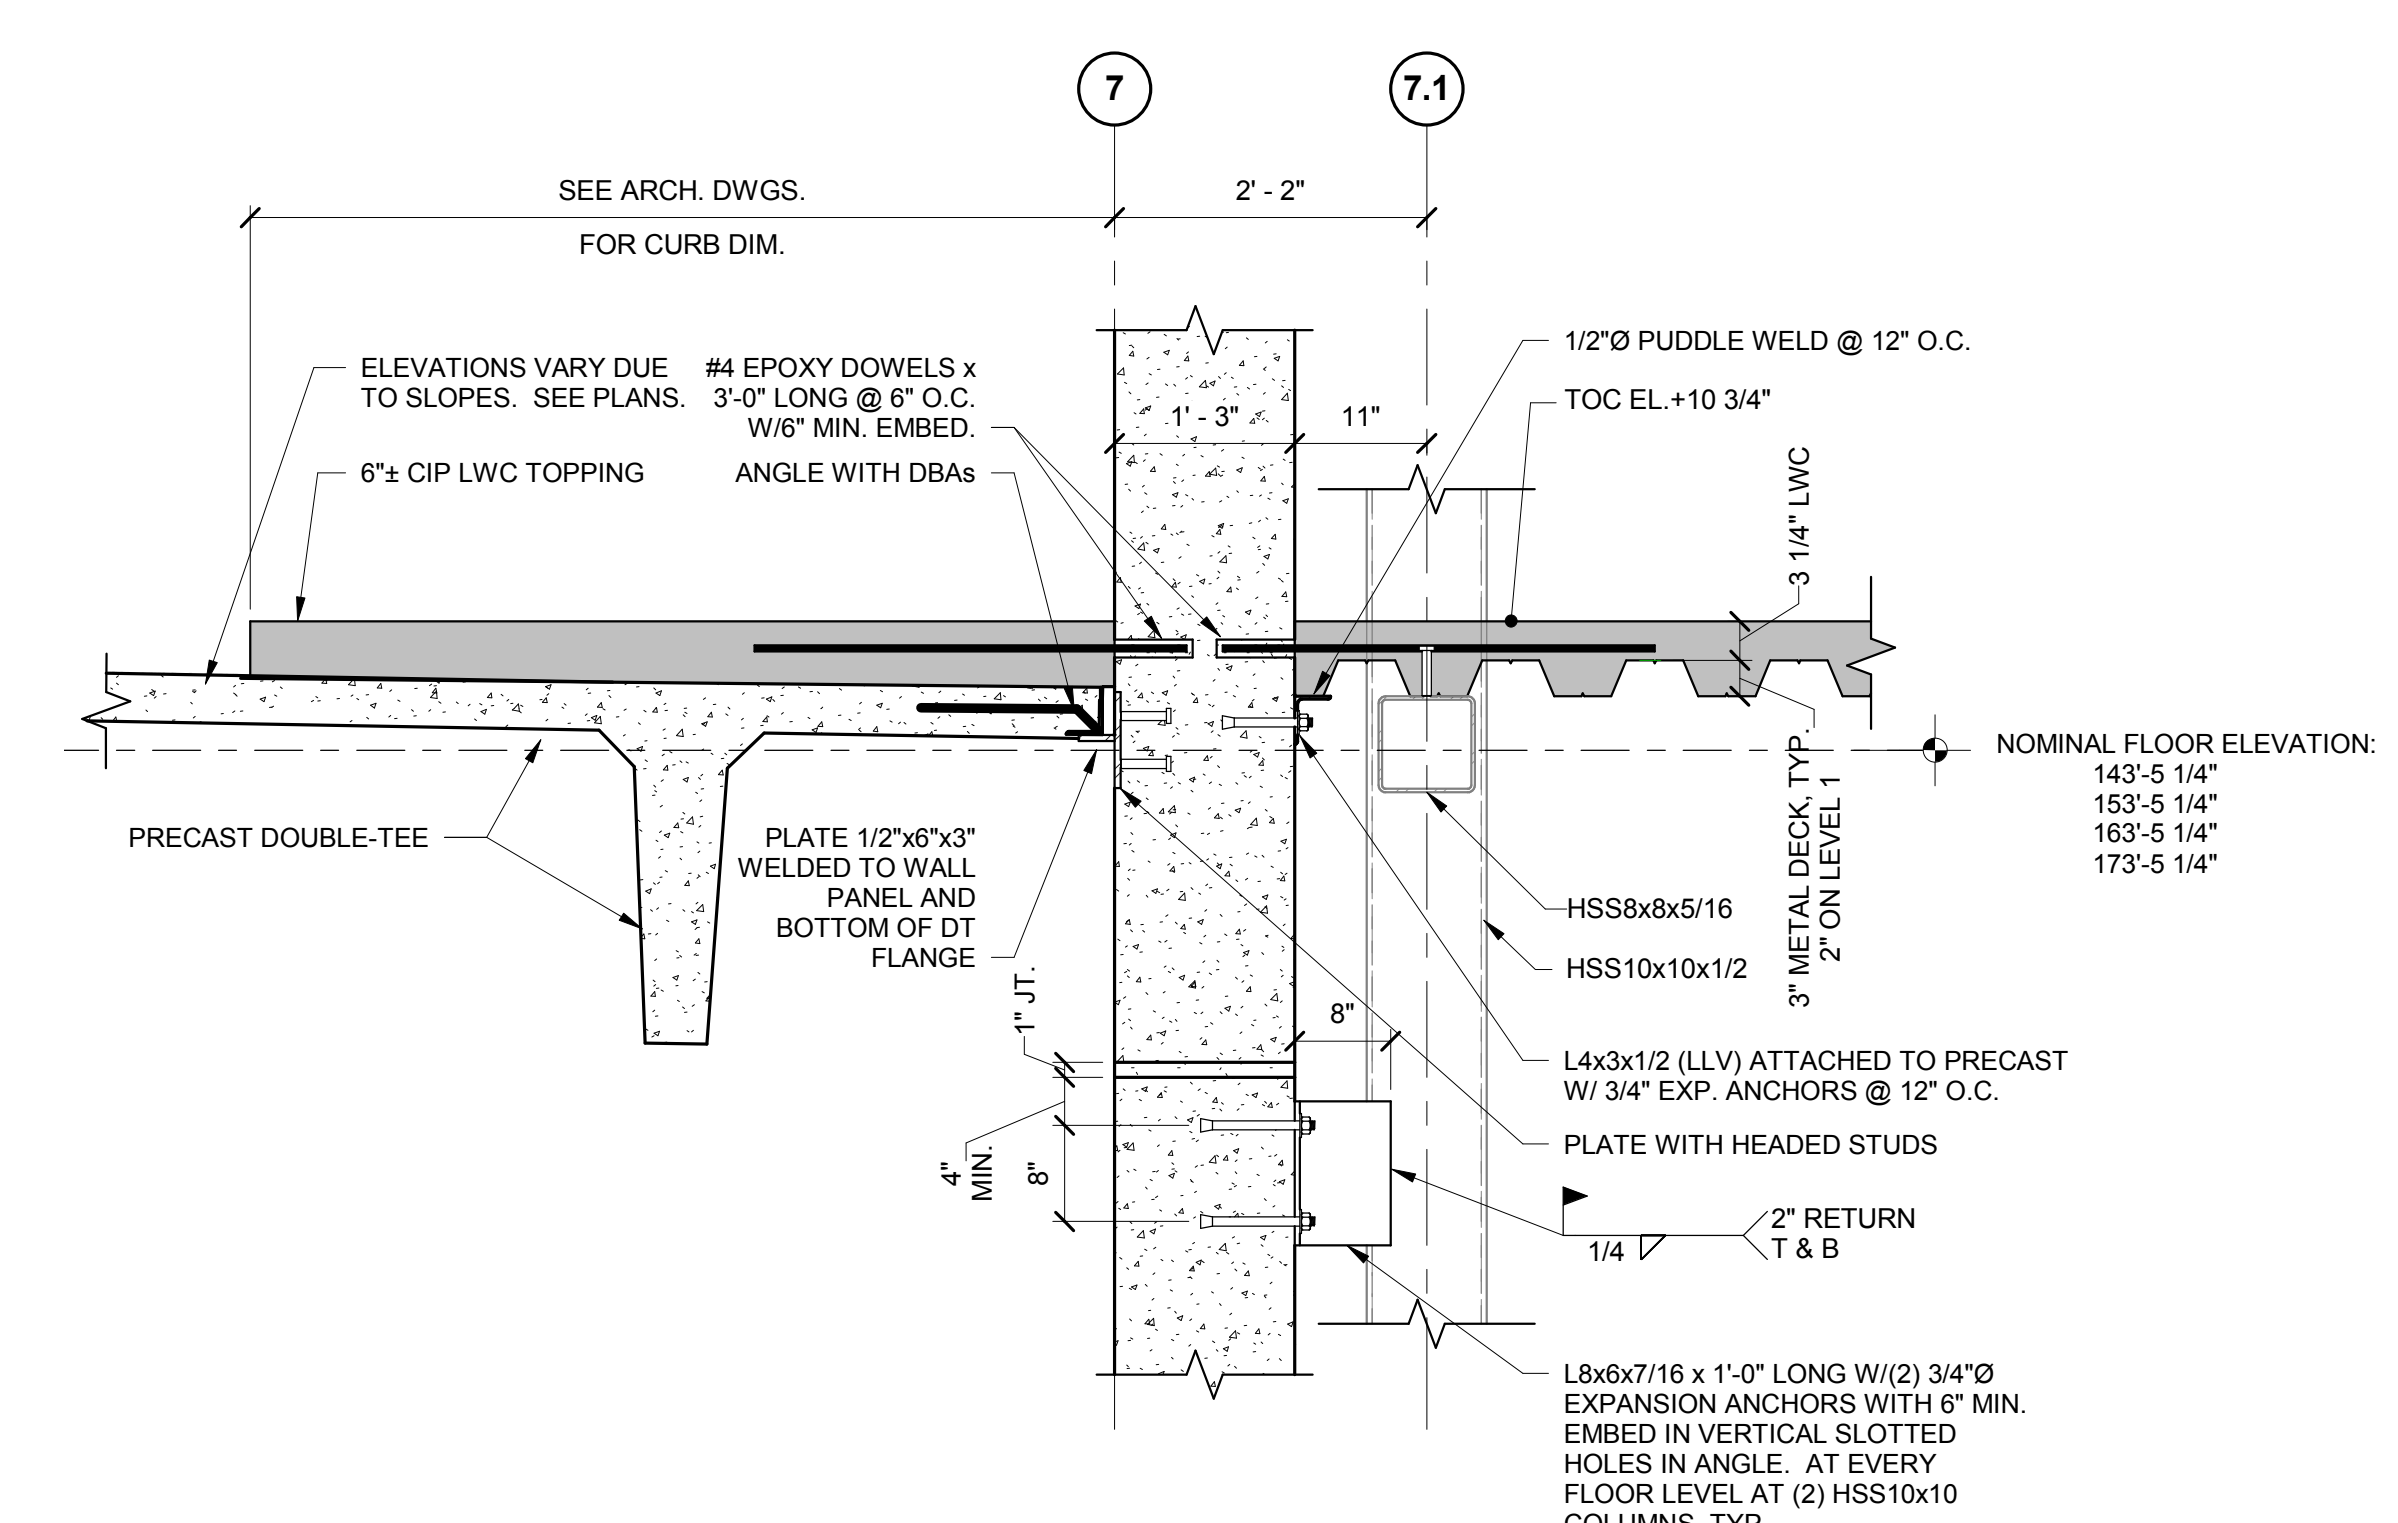 7
7.1
SEE ARCH. DWGS.
FOR CURB DIM.
2' - 2"
ELEVATIONS VARY DUE
TO SLOPES. SEE PLANS.
#4 EPOXY DOWELS x
3'-0" LONG @ 6" O.C.
W/6" MIN. EMBED.
6"± CIP LWC TOPPING
ANGLE WITH DBAs
1' - 3"
11"
1/2"Ø PUDDLE WELD @ 12" O.C.
TOC EL.+10 3/4"
3 1/4" LWC
3" METAL DECK, TYP.
2" ON LEVEL 1
NOMINAL FLOOR ELEVATION:
143'-5 1/4"
153'-5 1/4"
163'-5 1/4"
173'-5 1/4"
PRECAST DOUBLE-TEE
PLATE 1/2"x6"x3"
WELDED TO WALL
PANEL AND
BOTTOM OF DT
FLANGE
HSS8x8x5/16
HSS10x10x1/2
1" JT.
8"
4"
MIN.
8"
L4x3x1/2 (LLV) ATTACHED TO PRECAST
W/ 3/4" EXP. ANCHORS @ 12" O.C.
PLATE WITH HEADED STUDS
1/4
2" RETURN
T & B
L8x6x7/16 x 1'-0" LONG W/(2) 3/4"Ø
EXPANSION ANCHORS WITH 6" MIN.
EMBED IN VERTICAL SLOTTED
HOLES IN ANGLE. AT EVERY
FLOOR LEVEL AT (2) HSS10x10
COLUMNS, TYP.